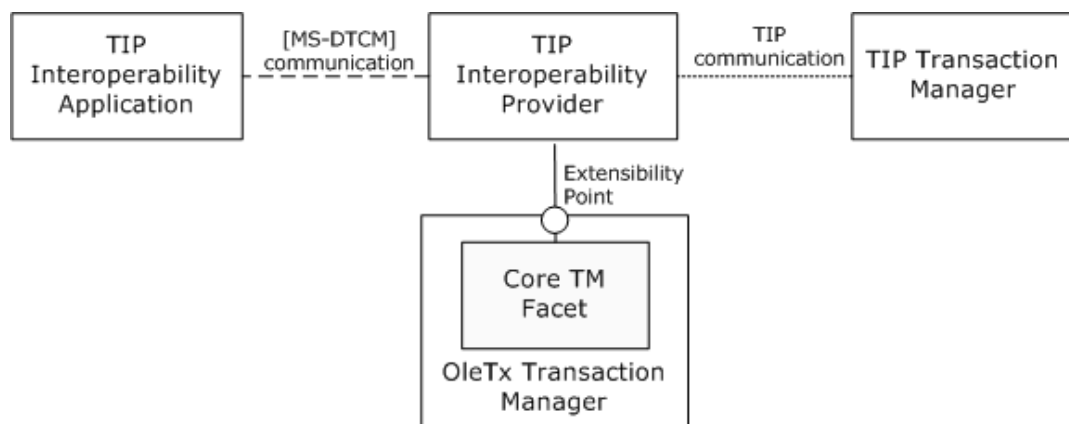 TIP
Interoperability
Application
[MS-DTCM]
communication
TIP
Interoperability
Provider
TIP
communication
TIP Transaction
Manager
Extensibility
Point
Core TM
Facet
OleTx Transaction
Manager